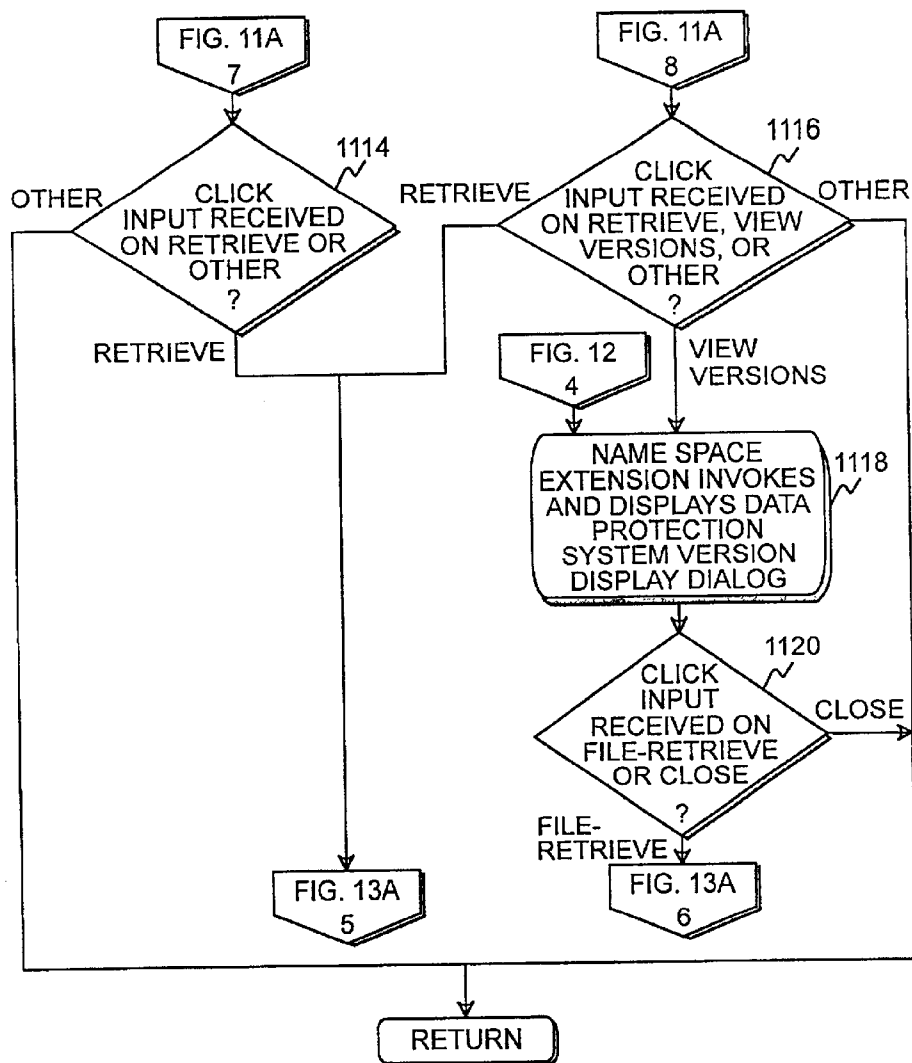 FIG. 11A
7
FIG. 11A
8
1114
1116
OTHER
CLICK
INPUT RECEIVED
ON RETRIEVE OR
OTHER
?
RETRIEVE
CLICK
INPUT RECEIVED
ON RETRIEVE, VIEW
VERSIONS, OR
OTHER
?
OTHER
RETRIEVE
FIG. 12
4
VIEW
VERSIONS
NAME SPACE
EXTENSION INVOKES
AND DISPLAYS DATA
PROTECTION
SYSTEM VERSION
DISPLAY DIALOG
1118
1120
CLICK
INPUT
RECEIVED ON
FILE-RETRIEVE
OR CLOSE
?
CLOSE
FILE-
RETRIEVE
FIG. 13A
5
FIG. 13A
6
RETURN